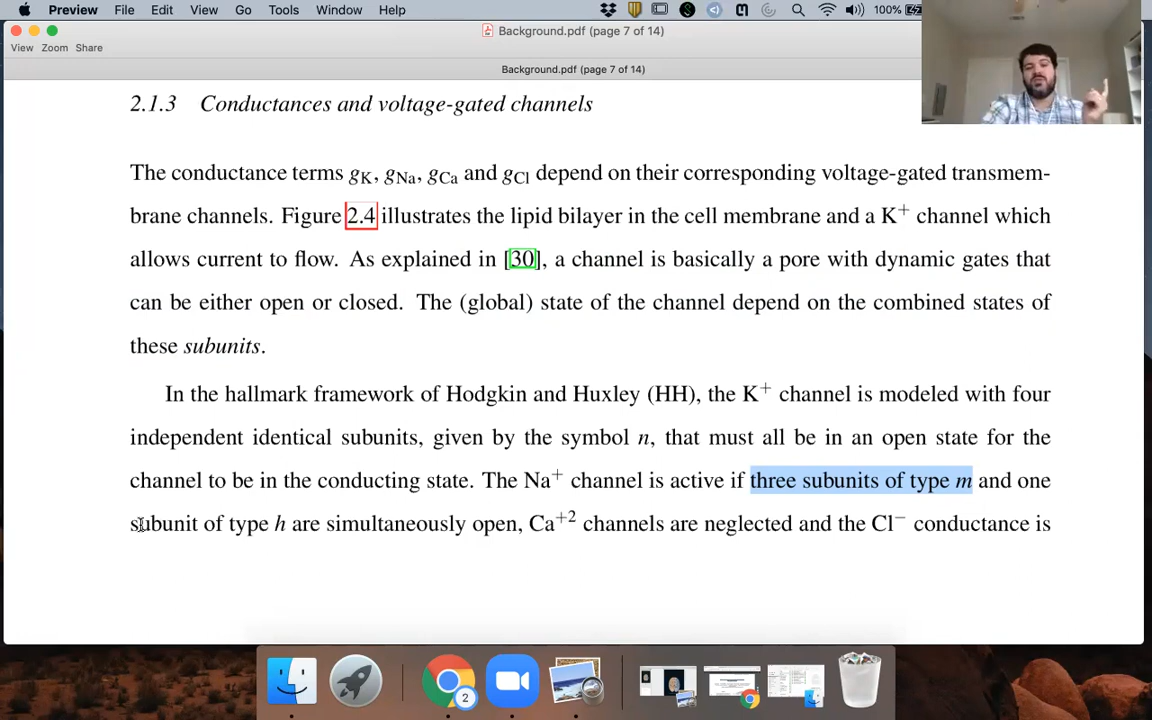 Preview File Edit View Go Tools Window Help 100%
Background.pdf (page 7 of 14)
View Zoom Share
Background.pdf (page 7 of 14)
2.1.3 Conductances and voltage-gated channels
The conductance terms gK, gNa, gCa and gCl depend on their corresponding voltage-gated transmem-
brane channels. Figure 2.4 illustrates the lipid bilayer in the cell membrane and a K+ channel which
allows current to flow. As explained in [30], a channel is basically a pore with dynamic gates that
can be either open or closed. The (global) state of the channel depend on the combined states of
these subunits.
In the hallmark framework of Hodgkin and Huxley (HH), the K+ channel is modeled with four
independent identical subunits, given by the symbol n, that must all be in an open state for the
channel to be in the conducting state. The Na+ channel is active if three subunits of type m and one
subunit of type h are simultaneously open, Ca+2 channels are neglected and the Cl− conductance is
2